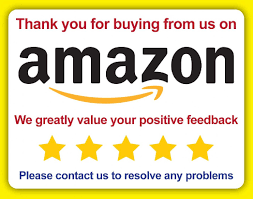 Thank you for buying from us on
amazon
We greatly value your positive feedback
Please contact us to resolve any problems